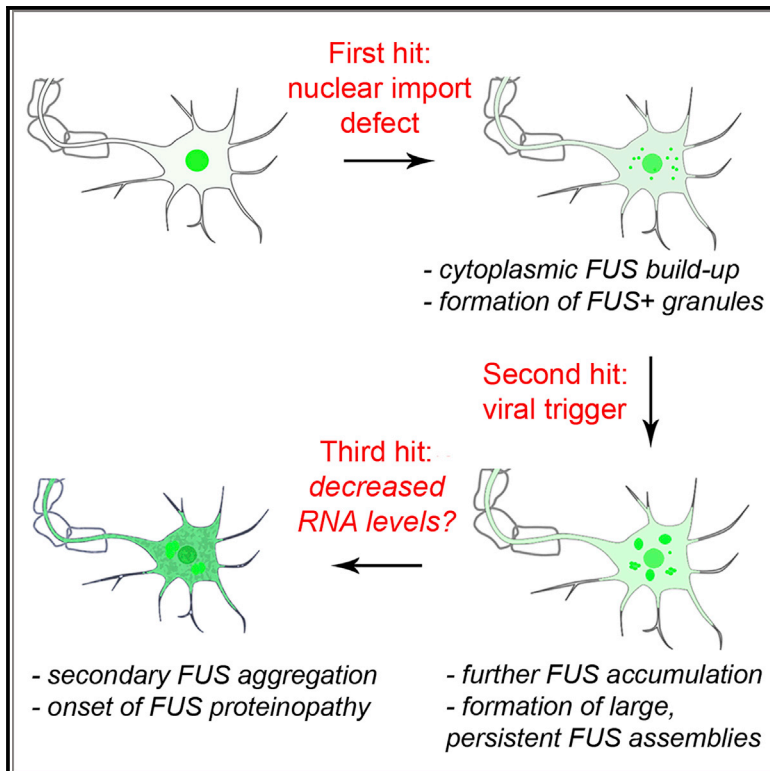 First hit:
nuclear import
defect
- cytoplasmic FUS build-up
- formation of FUS+ granules
Second hit:
viral trigger
- further FUS accumulation
- formation of large,
persistent FUS assemblies
Third hit:
decreased
RNA levels?
- secondary FUS aggregation
- onset of FUS proteinopathy